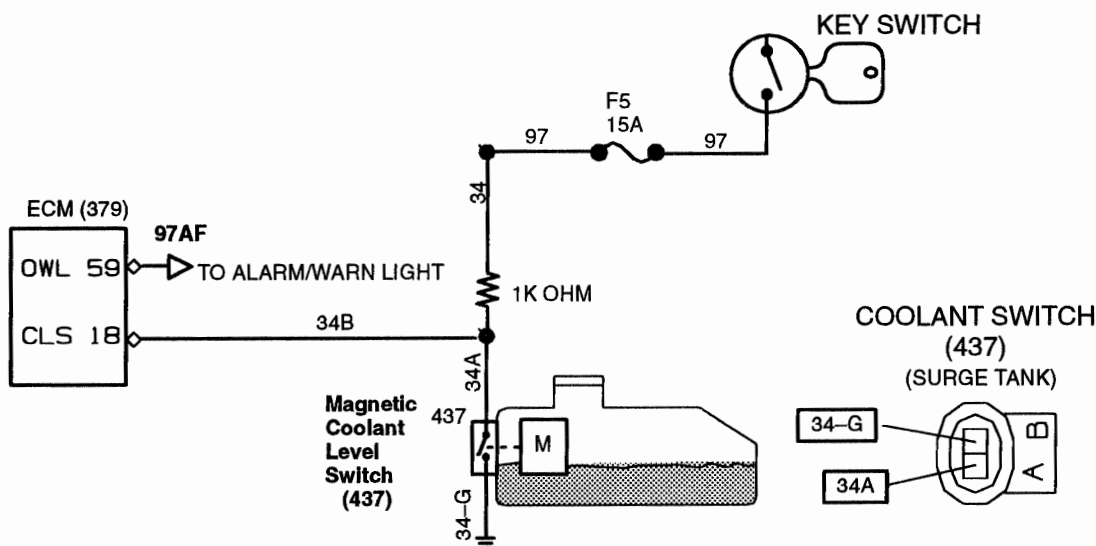 KEY SWITCH
F5
15A
97
97
34
ECM (379)
97AF
OWL 59
TO ALARM/WARN LIGHT
1K OHM
CLS 18
34B
34A
COOLANT SWITCH
(437)
(SURGE TANK)
Magnetic
Coolant
Level
Switch
(437)
437
M
34–G
34–G
34A
A B